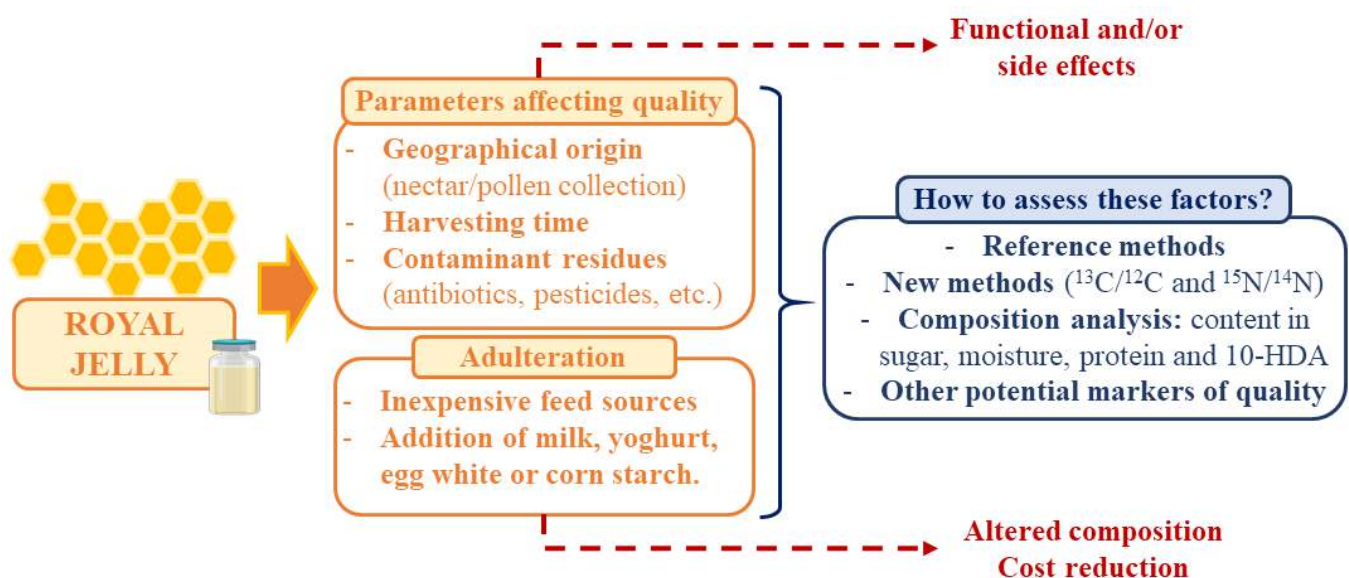 Functional and/or
side effects
Parameters affecting quality
- Geographical origin
(nectar/pollen collection)
- Harvesting time
- Contaminant residues
(antibiotics, pesticides, etc.)
ROYAL
JELLY
Adulteration
- Inexpensive feed sources
- Addition of milk, yoghurt,
egg white or corn starch.
How to assess these factors?
- Reference methods
- New methods (¹³C/¹²C and ¹⁵N/¹⁴N)
- Composition analysis: content in
sugar, moisture, protein and 10-HDA
- Other potential markers of quality
Altered composition
Cost reduction